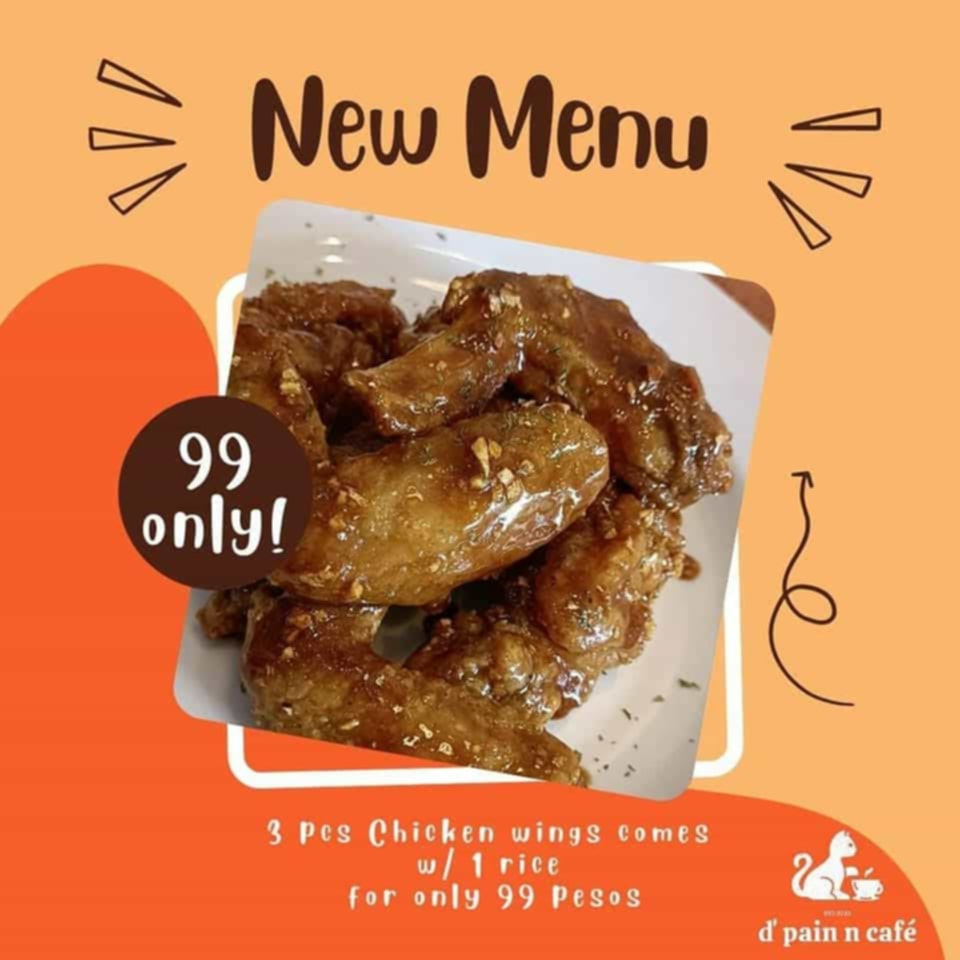 New Menu
99
only!
3 Pcs Chicken wings comes
w/ 1 rice
for only 99 Pesos
d' pain n café